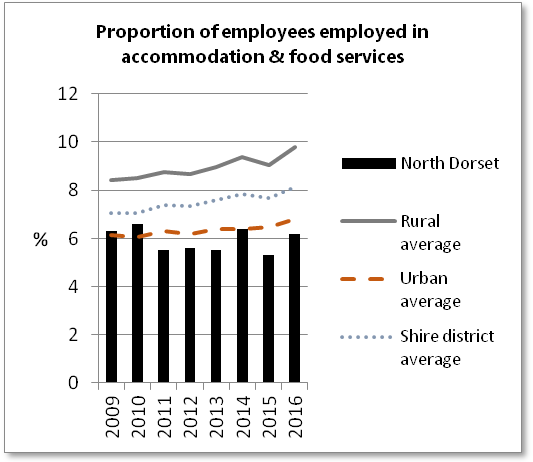 Proportion of employees employed in
accommodation & food services
12
10
8
6
4
2
0
%
2009
2010
2011
2012
2013
2014
2015
2016
North Dorset
Rural
average
Urban
average
Shire district
average